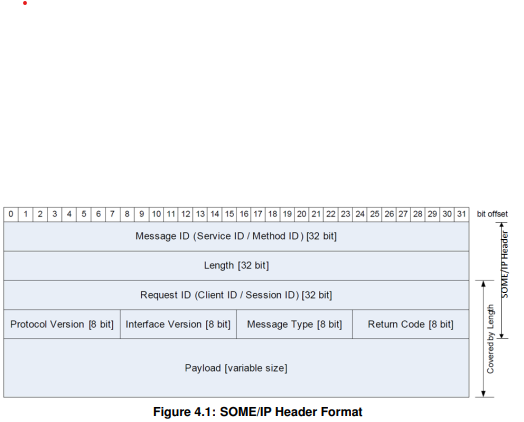 0 1 2 3 4 5 6 7 8 9 10 11 12 13 14 15 16 17 18 19 20 21 22 23 24 25 26 27 28 29 30 31 bit offset
Message ID (Service ID / Method ID) [32 bit]
Length [32 bit]
Request ID (Client ID / Session ID) [32 bit]
Protocol Version [8 bit] Interface Version [8 bit] Message Type [8 bit] Return Code [8 bit]
Payload [variable size]
SOME/IP Header
Covered by Length
Figure 4.1: SOME/IP Header Format